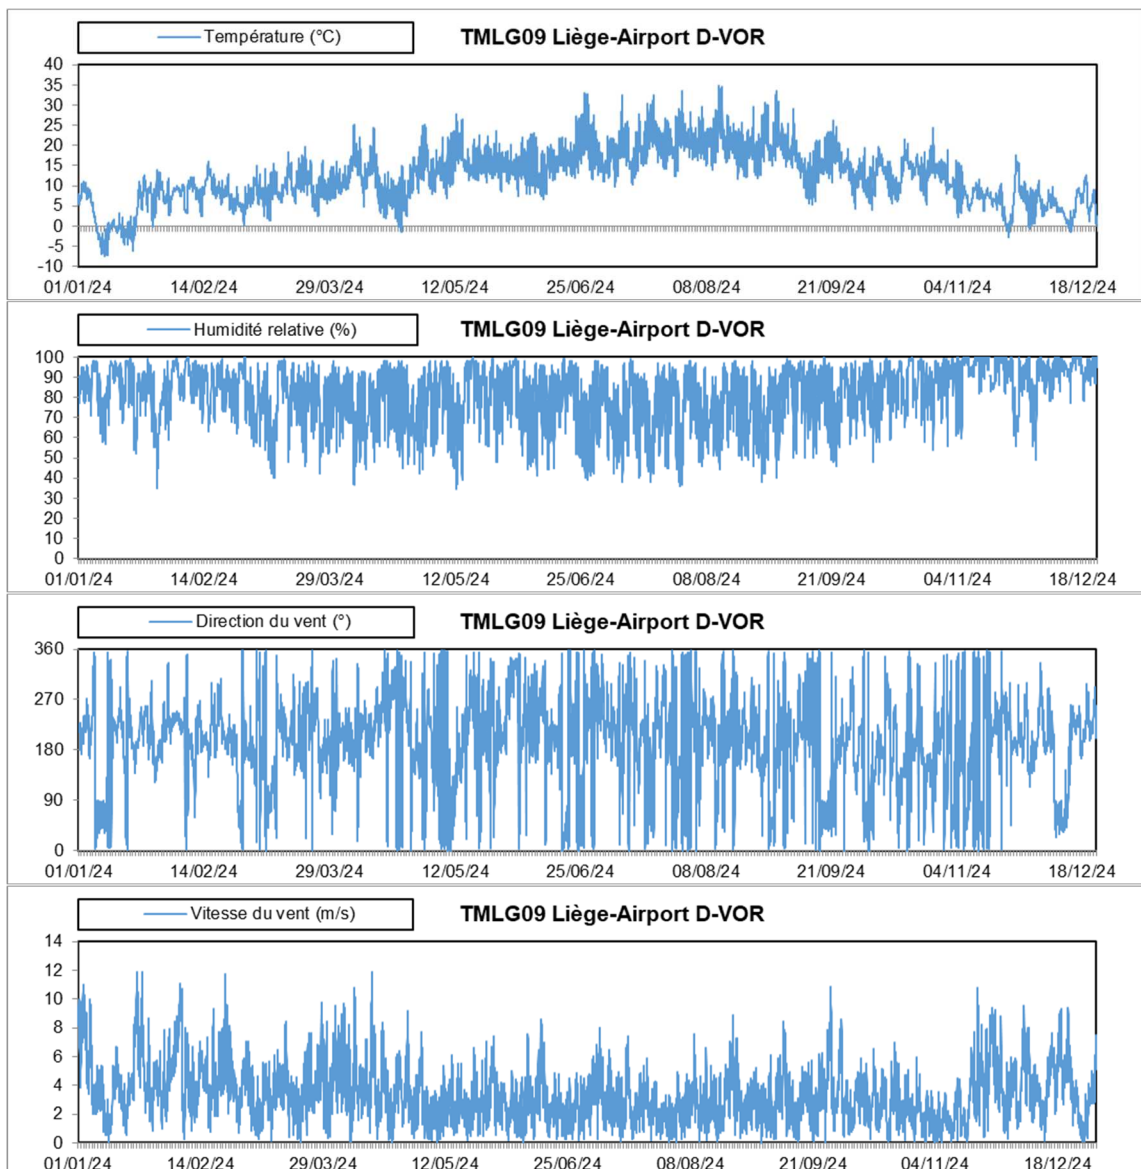 Température (°C)
TMLG09 Liège-Airport D-VOR
40
35
30
25
20
15
10
5
0
-5
-10
01/01/24 14/02/24 29/03/24 12/05/24 25/06/24 08/08/24 21/09/24 04/11/24 18/12/24
Humidité relative (%)
TMLG09 Liège-Airport D-VOR
100
90
80
70
60
50
40
30
20
10
0
01/01/24 14/02/24 29/03/24 12/05/24 25/06/24 08/08/24 21/09/24 04/11/24 18/12/24
Direction du vent (°)
TMLG09 Liège-Airport D-VOR
360
270
180
90
0
01/01/24 14/02/24 29/03/24 12/05/24 25/06/24 08/08/24 21/09/24 04/11/24 18/12/24
Vitesse du vent (m/s)
TMLG09 Liège-Airport D-VOR
14
12
10
8
6
4
2
0
01/01/24 14/02/24 29/03/24 12/05/24 25/06/24 08/08/24 21/09/24 04/11/24 18/12/24